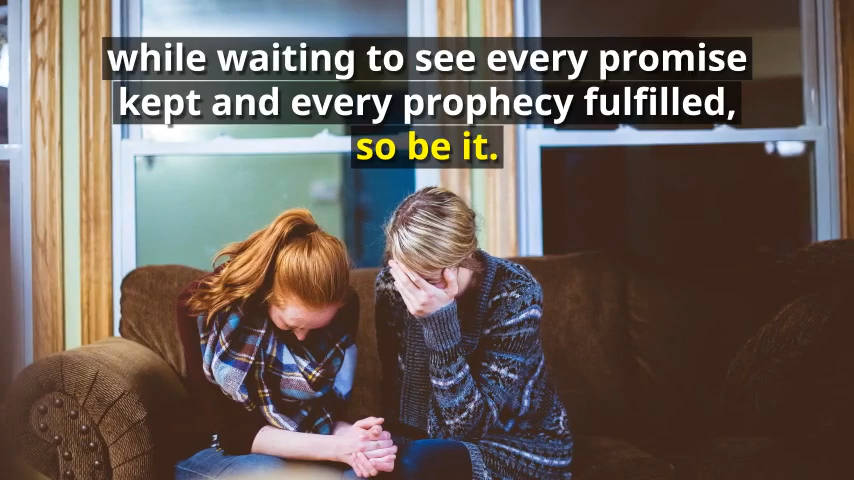 while waiting to see every promise
kept and every prophecy fulfilled,
so be it.